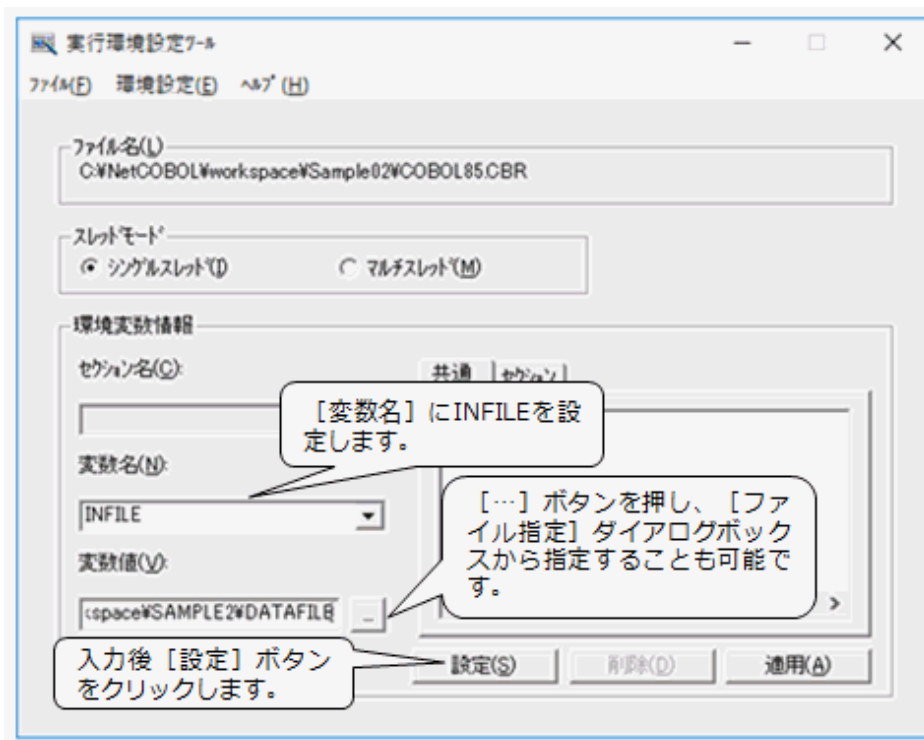 実行環境設定ﾂｰﾙ
ﾌｧｲﾙ(F) 環境設定(E) ﾍﾙﾌﾟ(H)
ﾌｧｲﾙ名(L)
C:¥NetCOBOL¥workspace¥Sample02¥COBOL85.CBR
ｽﾚｯﾄﾞﾓｰﾄﾞ
ｼﾝｸﾞﾙｽﾚｯﾄﾞ(I) ﾏﾙﾁｽﾚｯﾄﾞ(M)
環境変数情報
ｾｸｼｮﾝ名(C):
共通 ｾｸｼｮﾝ
［変数名］にINFILEを設
定します。
変数名(N):
INFILE
［…］ボタンを押し、［ファ
イル指定］ダイアログボック
スから指定することも可能で
す。
変数値(V):
space¥SAMPLE2¥DATAFILE
...
入力後［設定］ボタン
をクリックします。
設定(S) 削除(D) 適用(A)